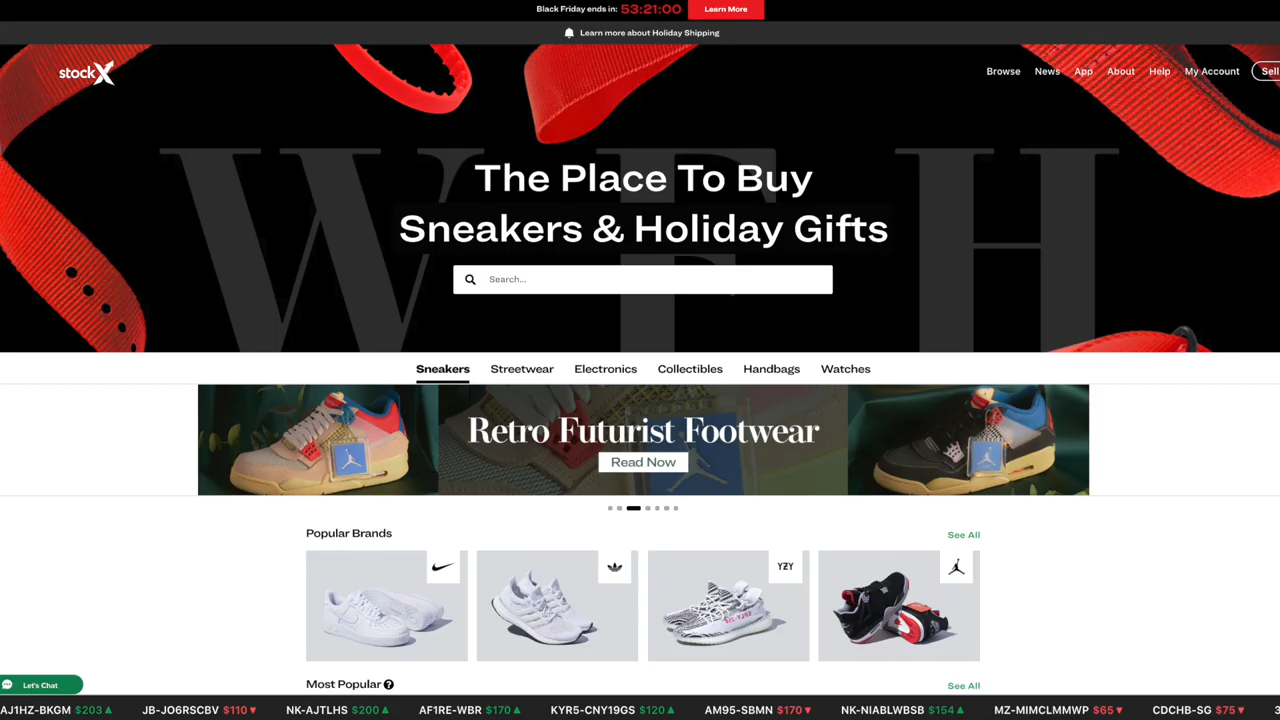 Black Friday ends in: 53:21:00 Learn More
Learn more about Holiday Shipping
stockX
Browse News App About Help My Account Sell
WFH
The Place To Buy
Sneakers & Holiday Gifts
Search...
Sneakers Streetwear Electronics Collectibles Handbags Watches
Retro Futurist Footwear
Read Now
Popular Brands See All
YZY
Most Popular ? See All
Let's Chat
AJ1HZ-BKGM $203 ▲ JB-JO6RSCBV $110 ▼ NK-AJTLHS $200 ▲ AF1RE-WBR $170 ▲ KYR5-CNY19GS $120 ▲ AM95-SBMN $170 ▼ NK-NIABLWBSB $154 ▲ MZ-MIMCLMMWP $65 ▼ CDCHB-SG $75 ▼